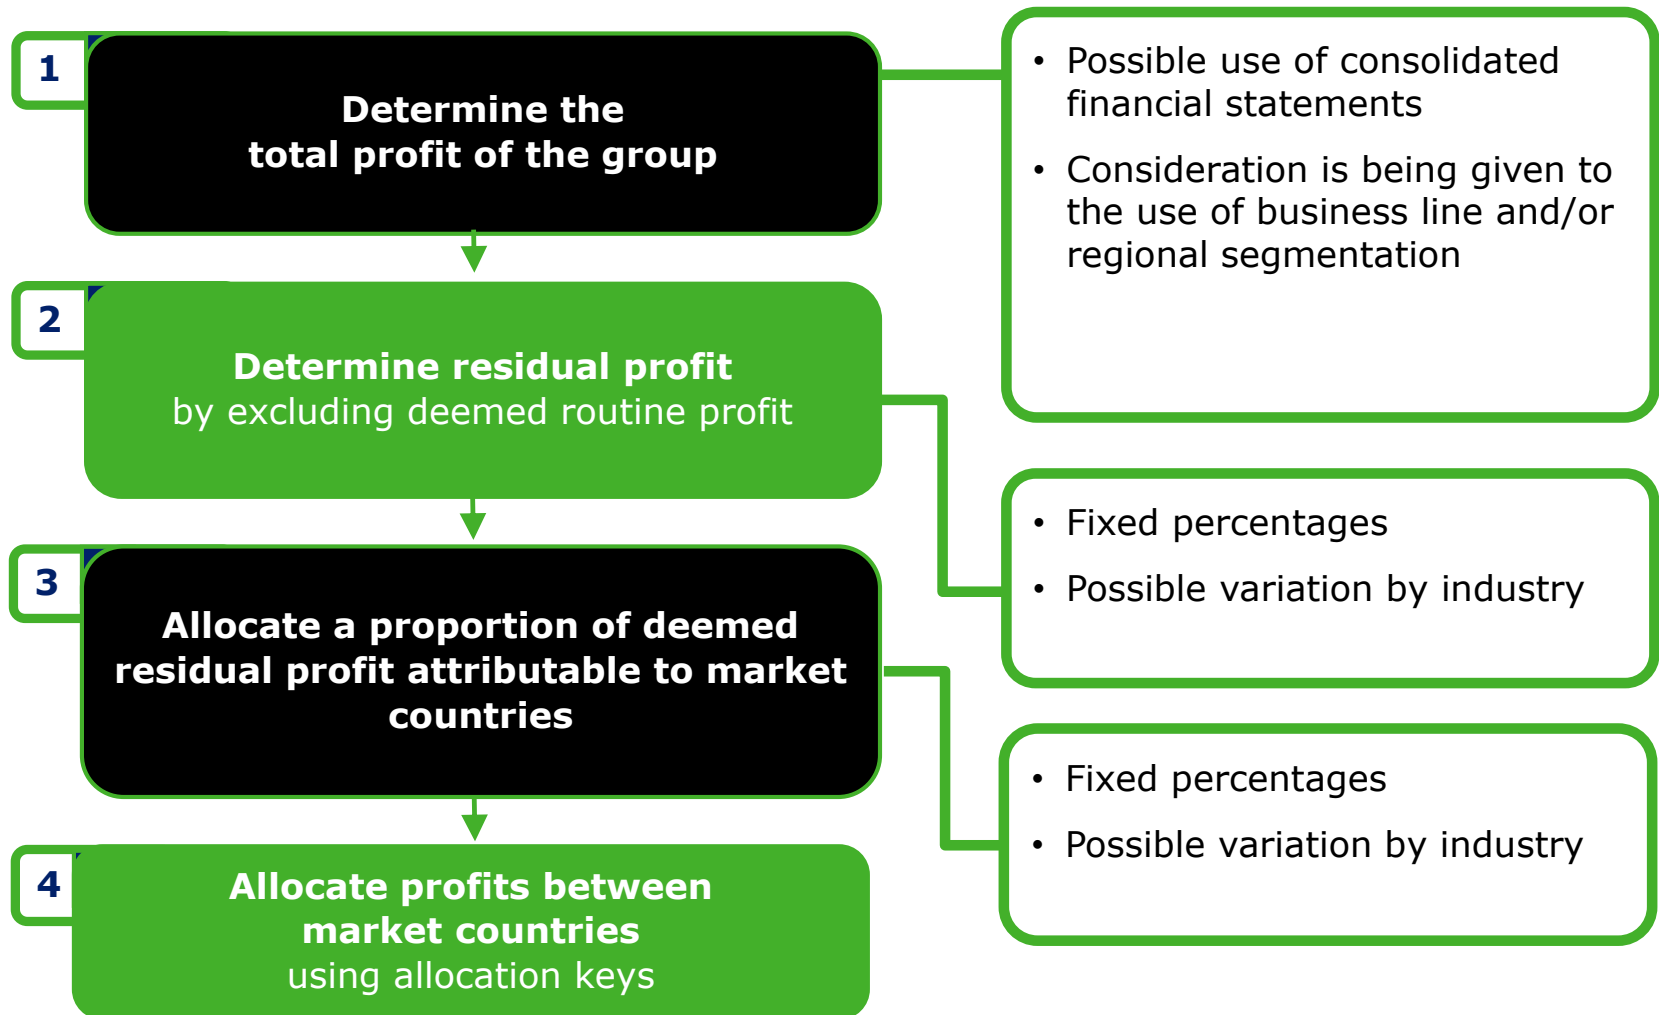 1
Determine the
total profit of the group
• Possible use of consolidated
financial statements
• Consideration is being given to
the use of business line and/or
regional segmentation
2
Determine residual profit
by excluding deemed routine profit
• Fixed percentages
• Possible variation by industry
3
Allocate a proportion of deemed
residual profit attributable to market
countries
• Fixed percentages
• Possible variation by industry
4
Allocate profits between
market countries
using allocation keys